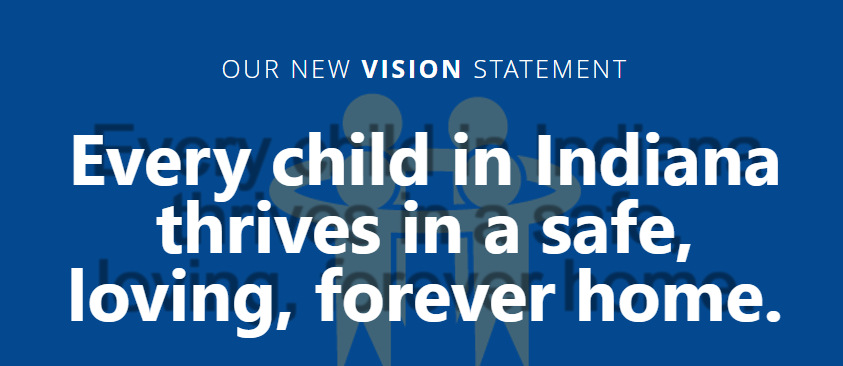 OUR NEW VISION STATEMENT
Every child in Indiana
thrives in a safe,
loving, forever home.